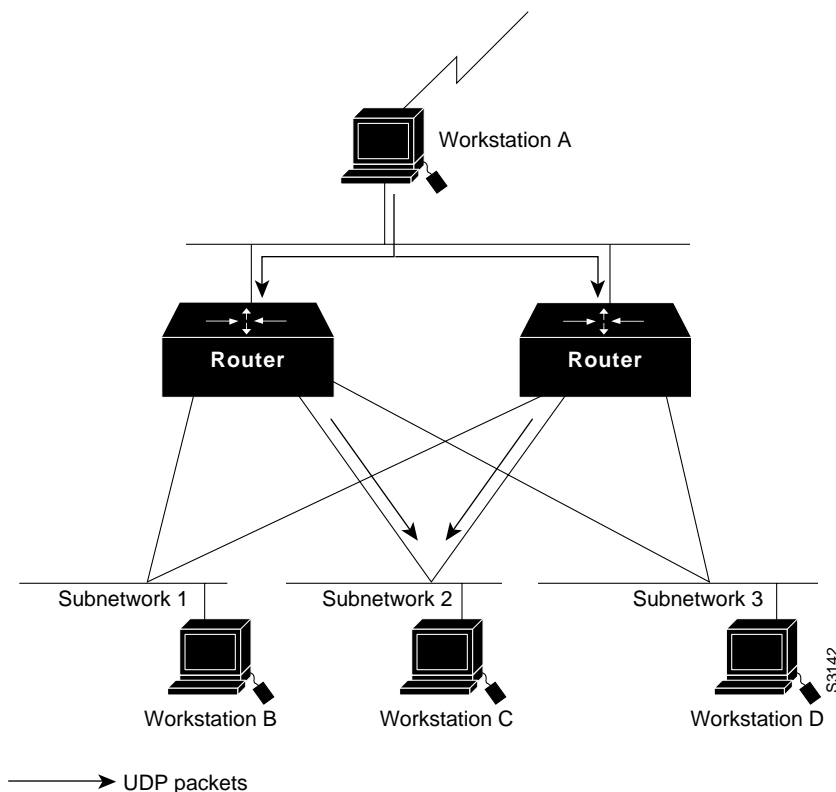 Workstation A
Router
Router
Subnetwork 1
Subnetwork 2
Subnetwork 3
Workstation B
Workstation C
Workstation D
S3142
UDP packets